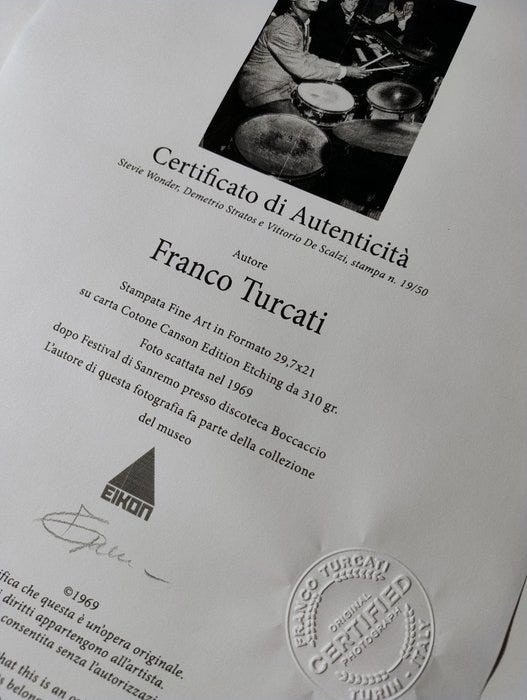 Certificato di Autenticità
Stevie Wonder, Demetrio Stratos e Vittorio De Scalzi, stampa n. 19/50
Autore
Franco Turcati
Stampata Fine Art in Formato 29,7x21
su carta Cotone Canson Edition Etching da 310 gr.
Foto scattata nel 1969
dopo Festival di Sanremo presso discoteca Boccaccio
L'autore di questa fotografia fa parte della collezione
del museo
EIKON
©1969
ifica che questa è un'opera originale.
i diritti appartengono all'artista.
consentita senza l'autorizzazi
hat this is an o
s belong
FRANCO TURCATI
ORIGINAL
CERTIFIED
PHOTOGRAPH
TURIN - ITALY